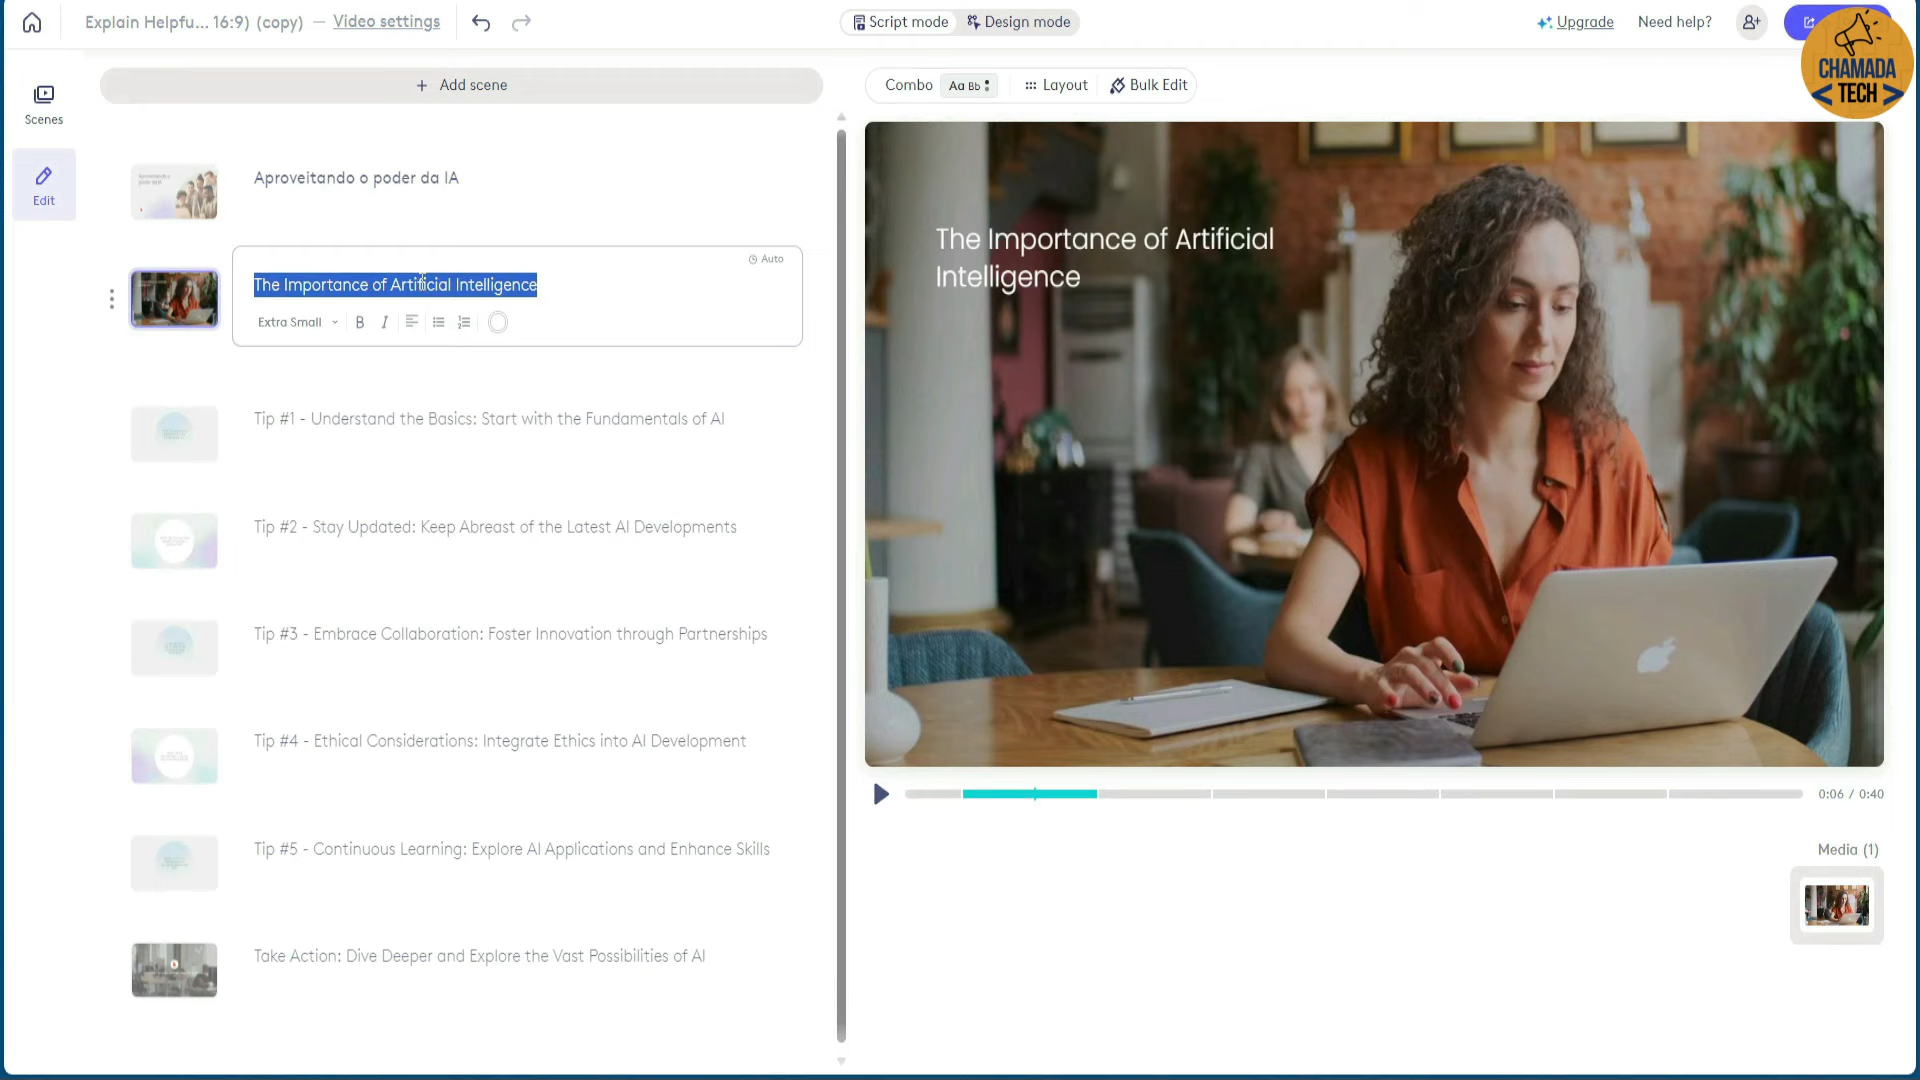 Explain Helpfu... 16:9) (copy) — Video settings
Script mode
Design mode
Upgrade
Need help?
CHAMADA
<TECH>
Scenes
Edit
+ Add scene
Combo
Aa Bb
Layout
Bulk Edit
Aproveitando o poder da IA
Auto
The Importance of Artificial Intelligence
Extra Small
B I
Tip #1 - Understand the Basics: Start with the Fundamentals of AI
Tip #2 - Stay Updated: Keep Abreast of the Latest AI Developments
Tip #3 - Embrace Collaboration: Foster Innovation through Partnerships
Tip #4 - Ethical Considerations: Integrate Ethics into AI Development
Tip #5 - Continuous Learning: Explore AI Applications and Enhance Skills
Take Action: Dive Deeper and Explore the Vast Possibilities of AI
The Importance of Artificial
Intelligence
0:06 / 0:40
Media (1)